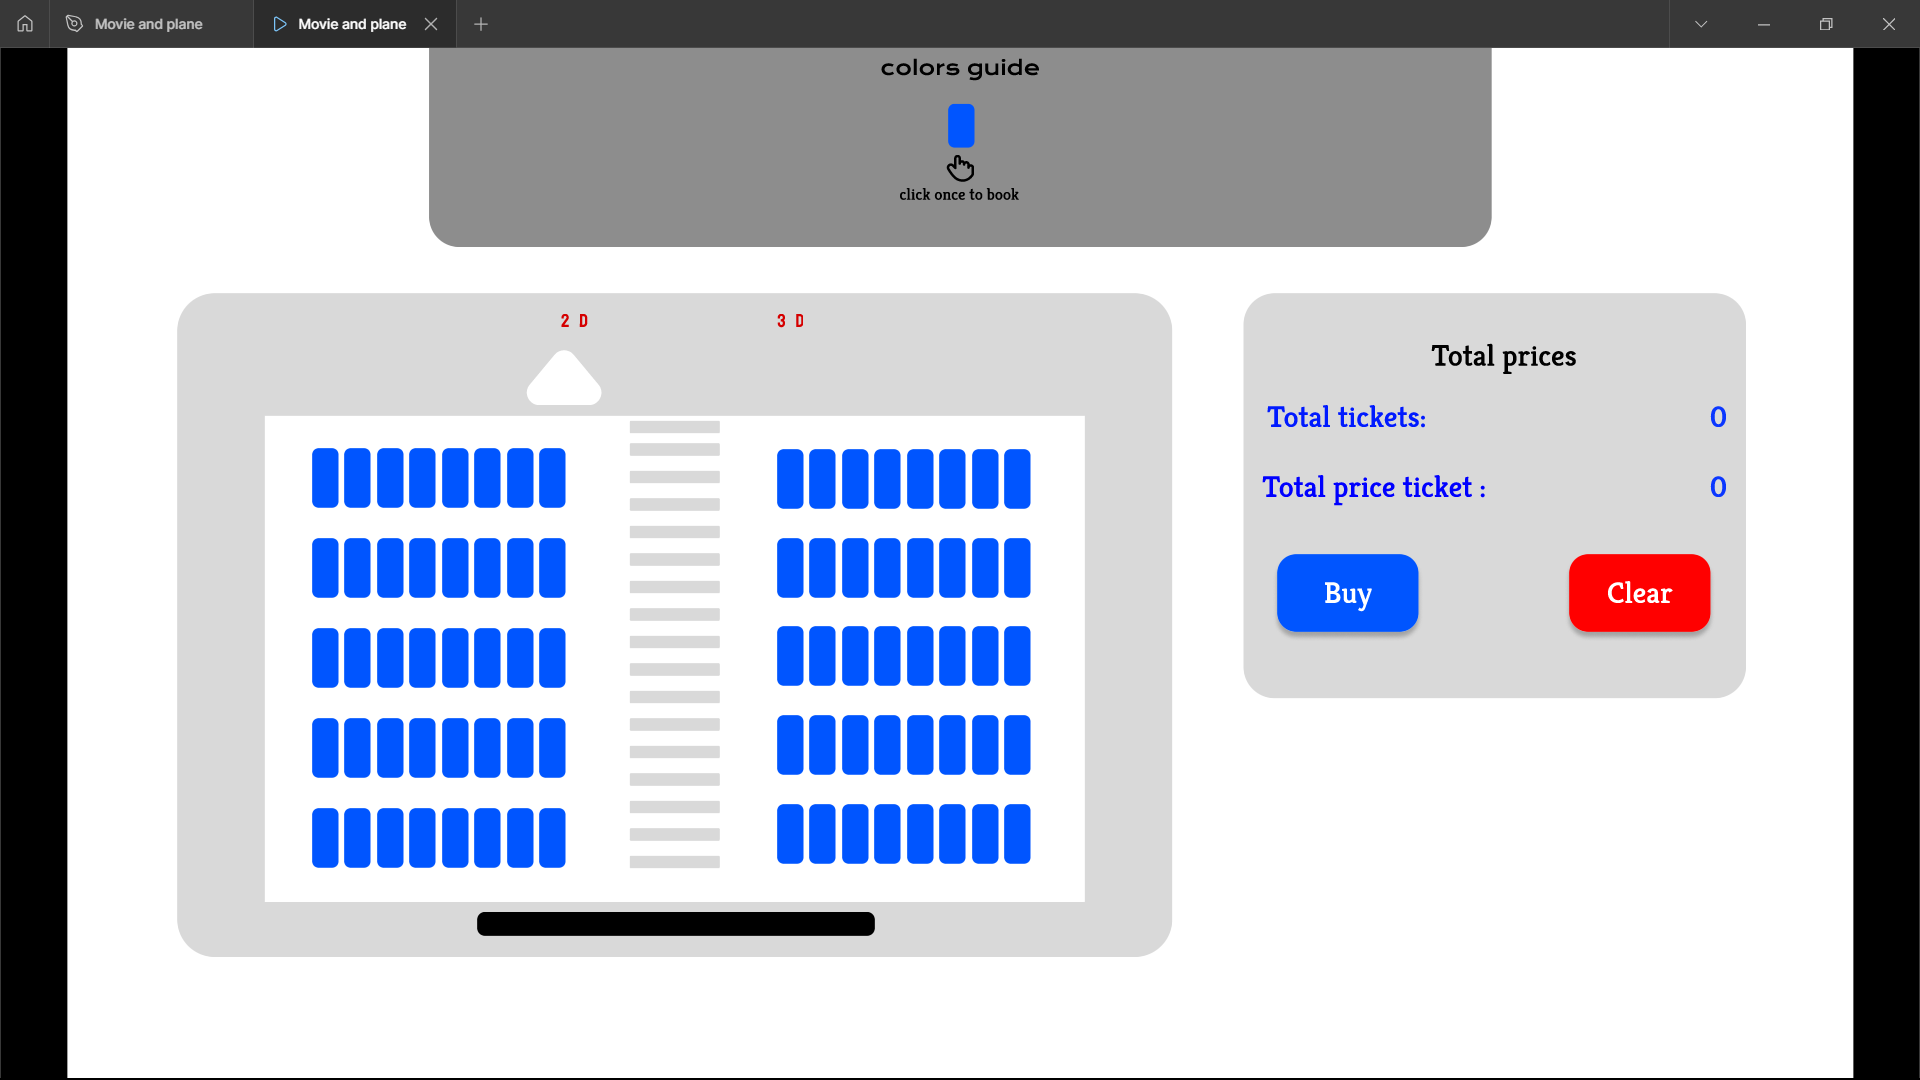 Movie and plane
Movie and plane
colors guide
click once to book
2 D
3 D
Total prices
Total tickets: 0
Total price ticket : 0
Buy
Clear